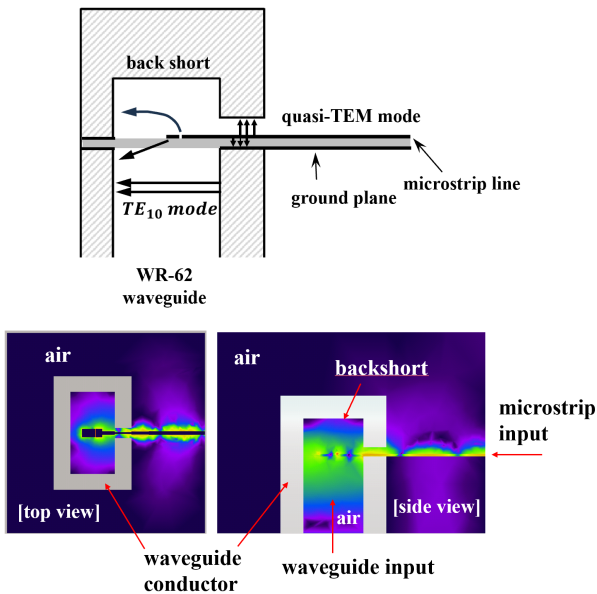 back short
quasi-TEM mode
microstrip line
ground plane
TE10 mode
WR-62
waveguide
air
[top view]
air
backshort
microstrip
input
[side view]
air
waveguide
conductor
waveguide input